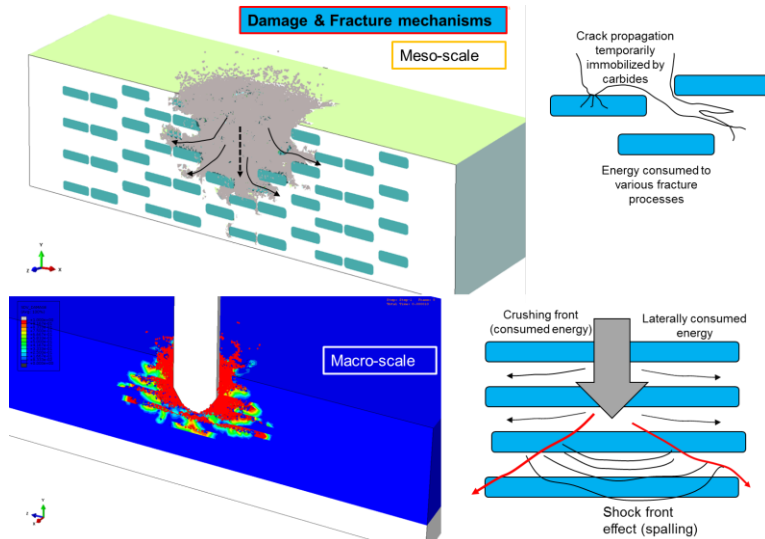 Damage & Fracture mechanisms
Meso-scale
Crack propagation
temporarily
immobilized by
carbides
Energy consumed to
various fracture
processes
Y
Z
X
Macro-scale
Crushing front
(consumed energy)
Laterally consumed
energy
Shock front
effect (spalling)